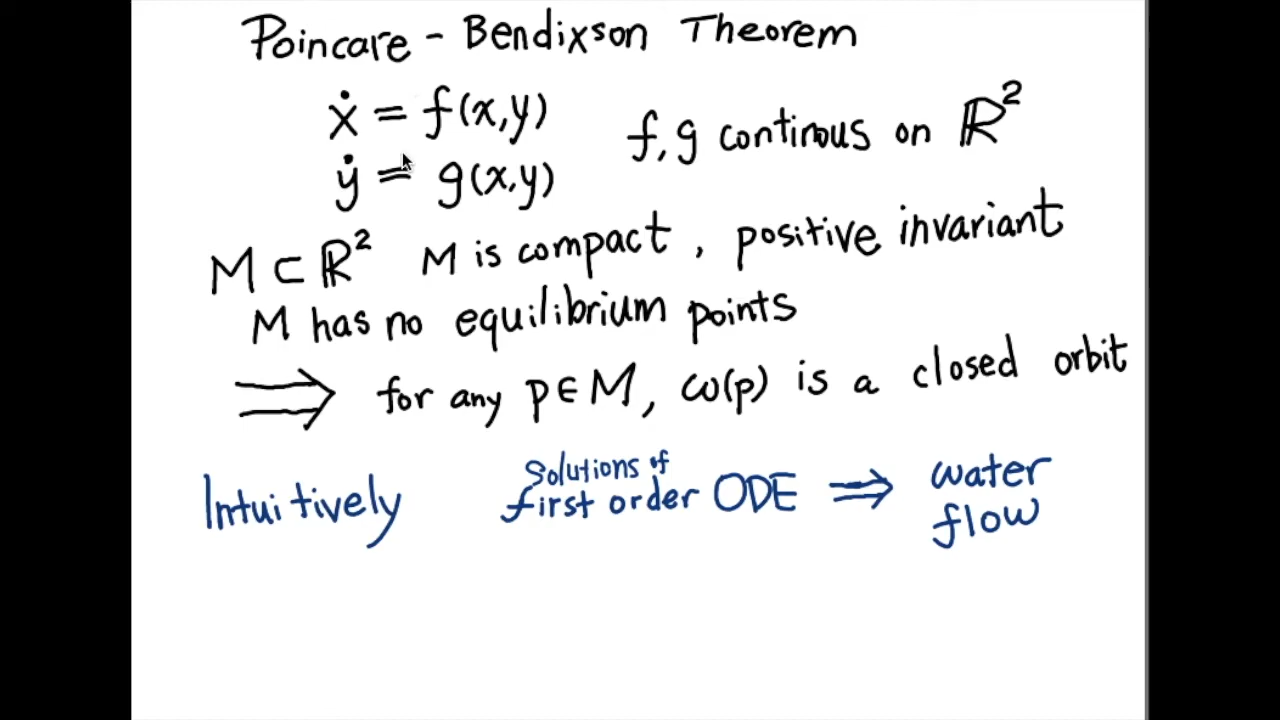 Poincare - Bendixson Theorem
ẋ = f(x,y)
ẏ = g(x,y)
f, g continous on ℝ²
M ⊂ ℝ² M is compact, positive invariant
M has no equilibrium points
⟹ for any p∈M, ω(p) is a closed orbit
Intuitively
Solutions of
first order ODE ⟹ water
flow